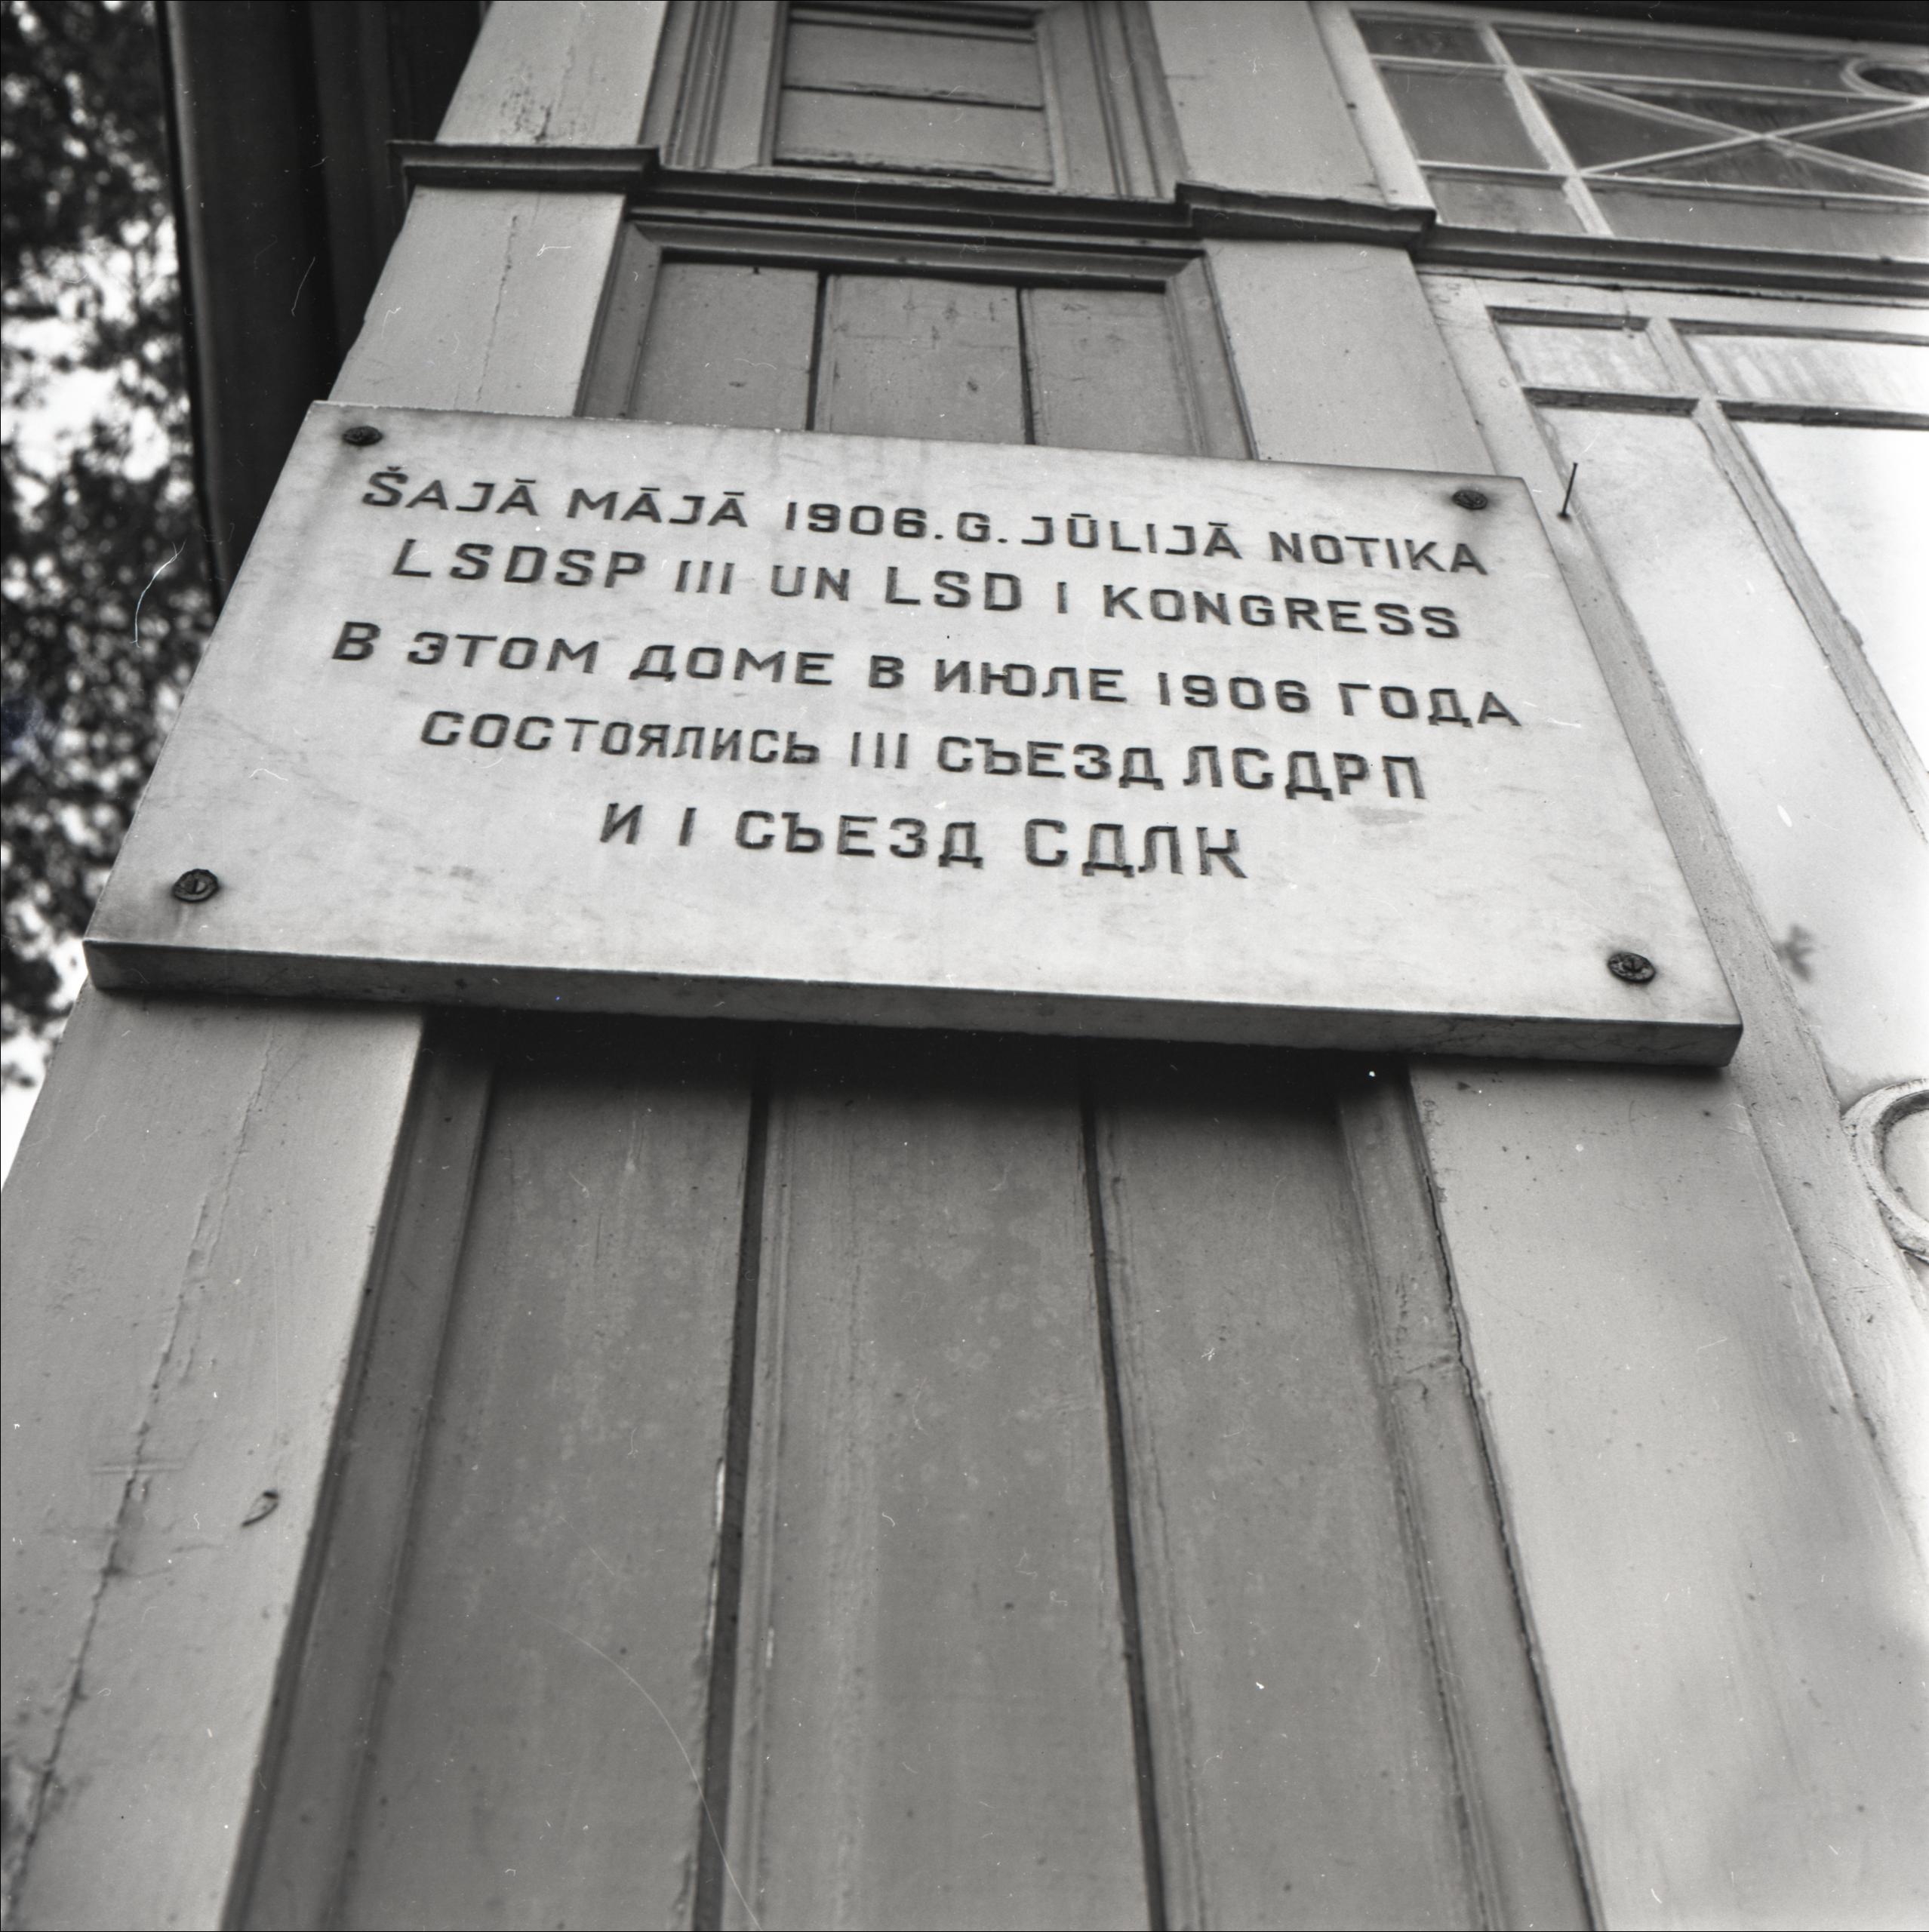 ŠAJĀ MĀJĀ 1906.G. JŪLIJĀ NOTIKA
LSDSP III UN LSD I KONGRESS
В ЭТОМ ДОМЕ В ИЮЛЕ 1906 ГОДА
СОСТОЯЛИСЬ III СЪЕЗД ЛСДРП
И I СЪЕЗД СДЛК